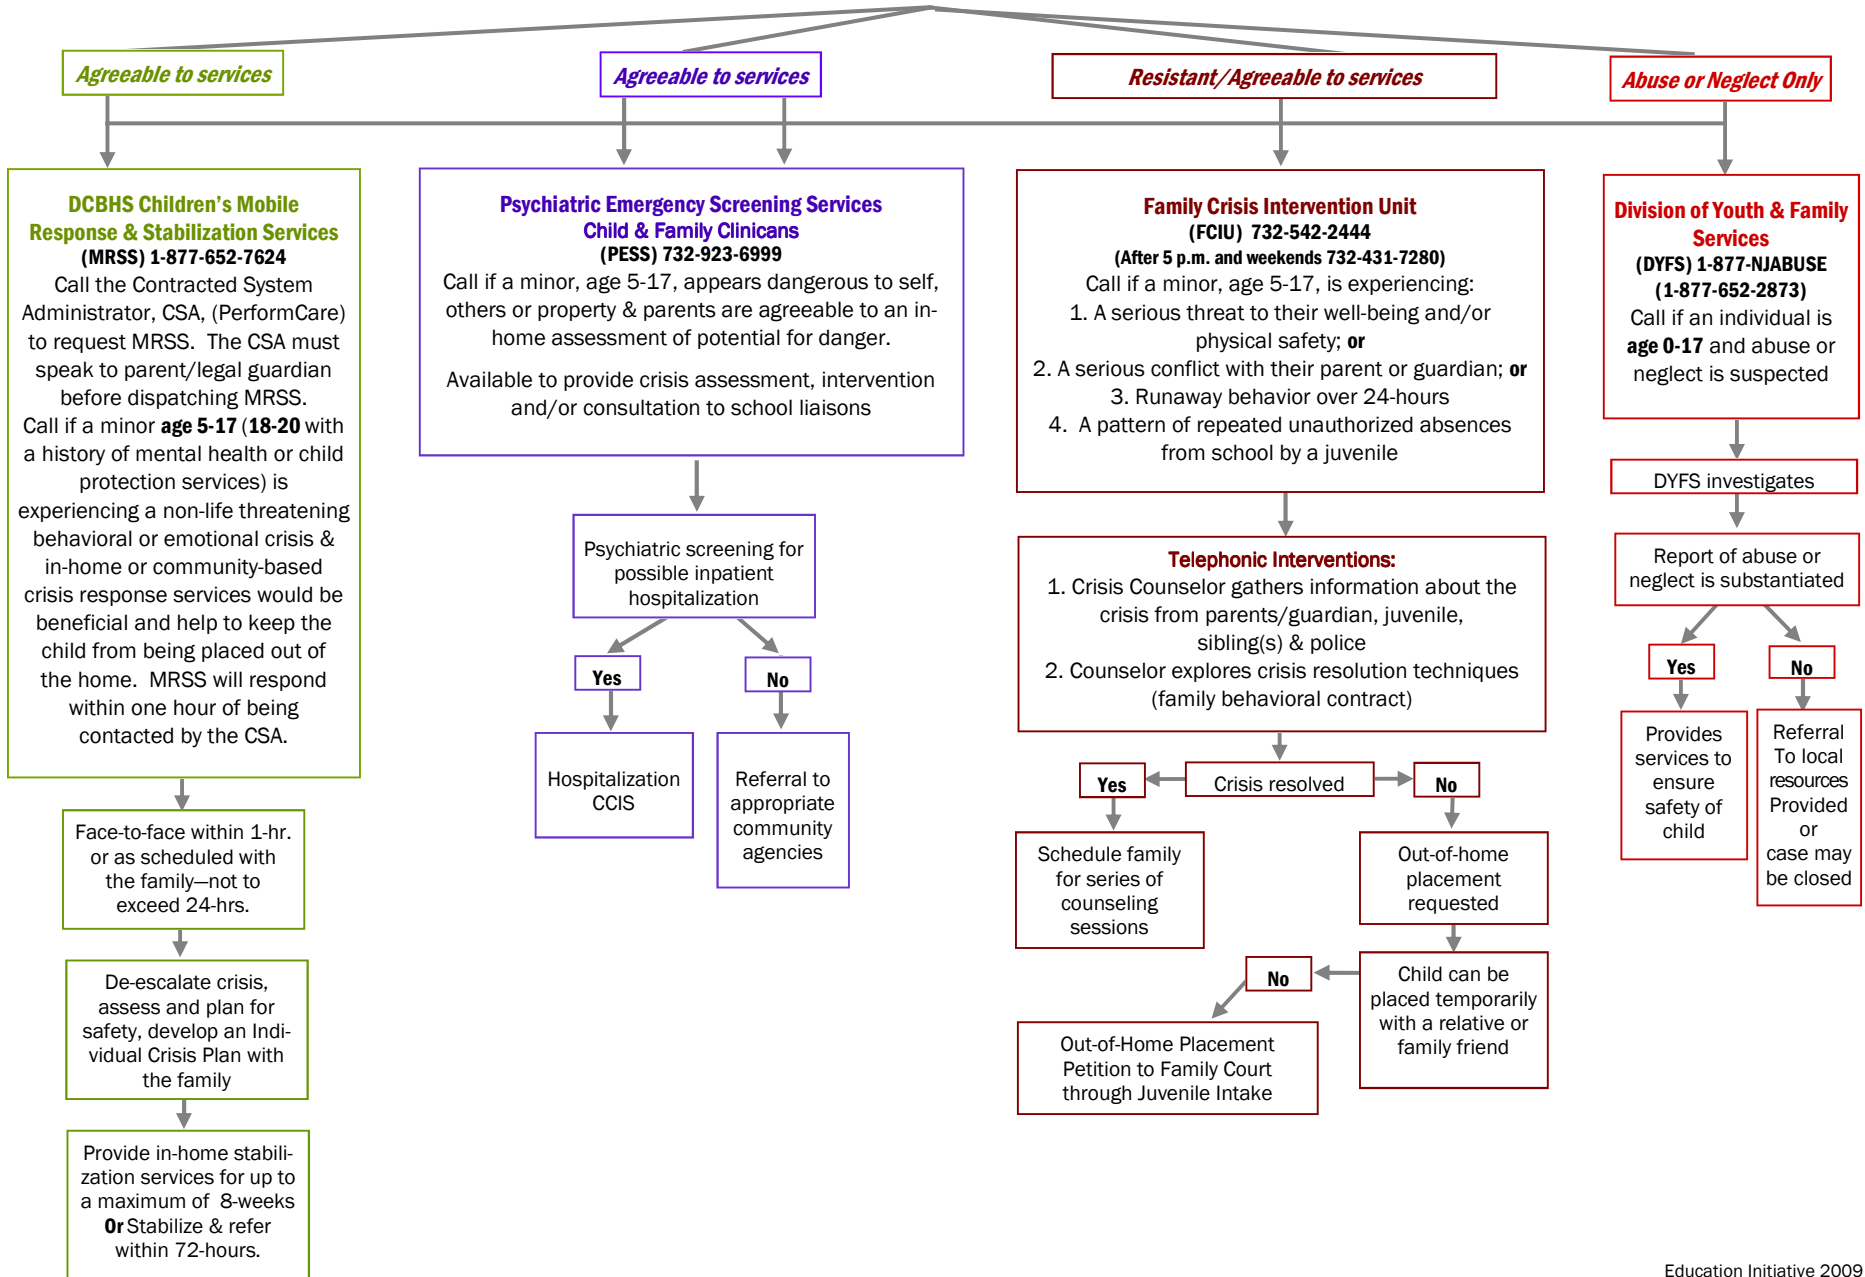 Agreeable to services
Agreeable to services
Resistant/Agreeable to services
Abuse or Neglect Only
DCBHS Children's Mobile
Response & Stabilization Services
(MRSS) 1-877-652-7624
Call the Contracted System
Administrator, CSA, (PerformCare)
to request MRSS. The CSA must
speak to parent/legal guardian
before dispatching MRSS.
Call if a minor age 5-17 (18-20 with
a history of mental health or child
protection services) is
experiencing a non-life threatening
behavioral or emotional crisis &
in-home or community-based
crisis response services would be
beneficial and help to keep the
child from being placed out of
the home. MRSS will respond
within one hour of being
contacted by the CSA.
Face-to-face within 1-hr.
or as scheduled with
the family—not to
exceed 24-hrs.
De-escalate crisis,
assess and plan for
safety, develop an Indi-
vidual Crisis Plan with
the family
Provide in-home stabili-
zation services for up to
a maximum of 8-weeks
Or Stabilize & refer
within 72-hours.
Psychiatric Emergency Screening Services
Child & Family Clinicans
(PESS) 732-923-6999
Call if a minor, age 5-17, appears dangerous to self,
others or property & parents are agreeable to an in-
home assessment of potential for danger.
Available to provide crisis assessment, intervention
and/or consultation to school liaisons
Psychiatric screening for
possible inpatient
hospitalization
Yes
No
Hospitalization
CCIS
Referral to
appropriate
community
agencies
Family Crisis Intervention Unit
(FCIU) 732-542-2444
(After 5 p.m. and weekends 732-431-7280)
Call if a minor, age 5-17, is experiencing:
1. A serious threat to their well-being and/or
physical safety; or
2. A serious conflict with their parent or guardian; or
3. Runaway behavior over 24-hours
4. A pattern of repeated unauthorized absences
from school by a juvenile
Telephonic Interventions:
1. Crisis Counselor gathers information about the
crisis from parents/guardian, juvenile,
sibling(s) & police
2. Counselor explores crisis resolution techniques
(family behavioral contract)
Yes
Crisis resolved
No
Schedule family
for series of
counseling
sessions
Out-of-home
placement
requested
No
Child can be
placed temporarily
with a relative or
family friend
Out-of-Home Placement
Petition to Family Court
through Juvenile Intake
Division of Youth & Family
Services
(DYFS) 1-877-NJABUSE
(1-877-652-2873)
Call if an individual is
age 0-17 and abuse or
neglect is suspected
DYFS investigates
Report of abuse or
neglect is substantiated
Yes
No
Provides
services to
ensure
safety of
child
Referral
To local
resources
Provided
or
case may
be closed
Education Initiative 2009